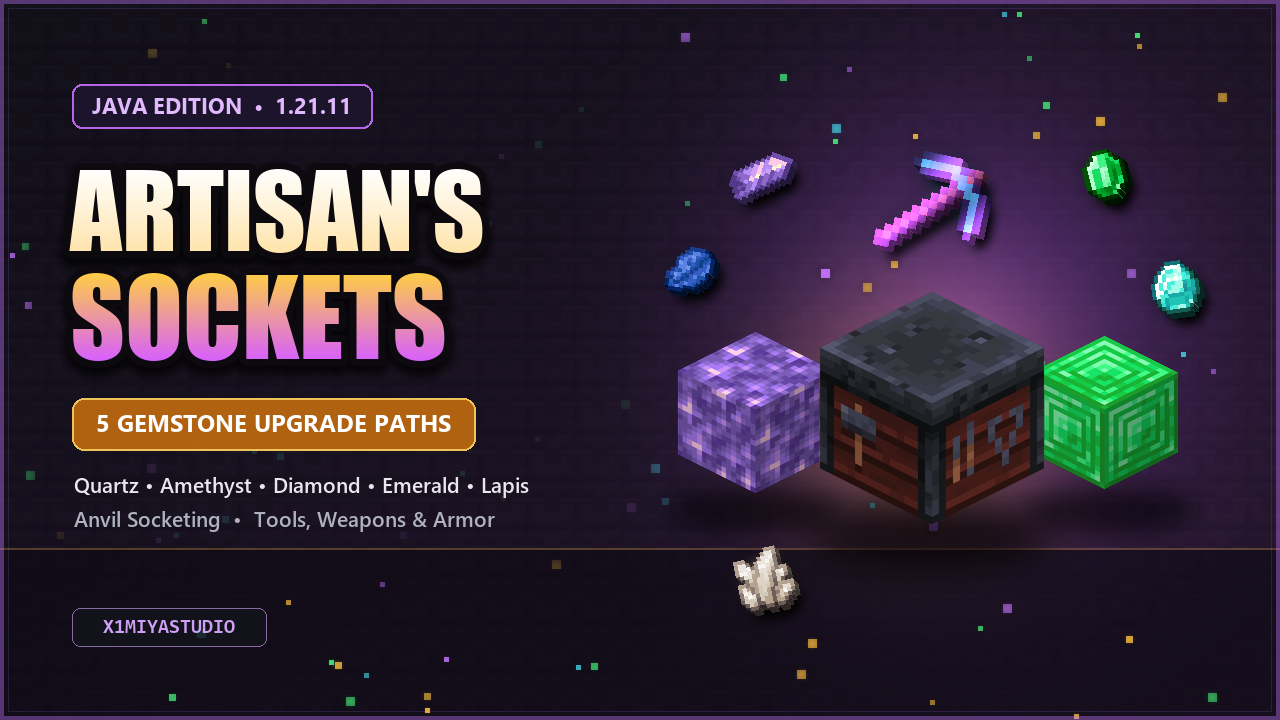 JAVA EDITION • 1.21.11
ARTISAN'S
SOCKETS
5 GEMSTONE UPGRADE PATHS
Quartz • Amethyst • Diamond • Emerald • Lapis
Anvil Socketing • Tools, Weapons & Armor
X1MIYASTUDIO